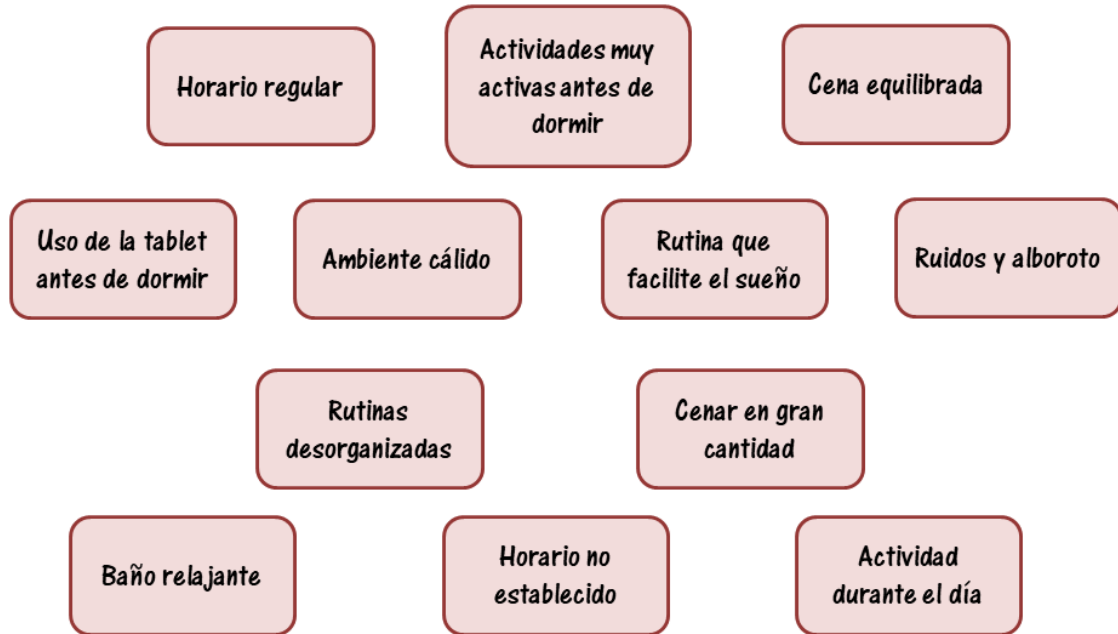 Horario regular
Actividades muy
activas antes de
dormir
Cena equilibrada
Uso de la tablet
antes de dormir
Ambiente cálido
Rutina que
facilite el sueño
Ruidos y alboroto
Rutinas
desorganizadas
Cenar en gran
cantidad
Baño relajante
Horario no
establecido
Actividad
durante el día